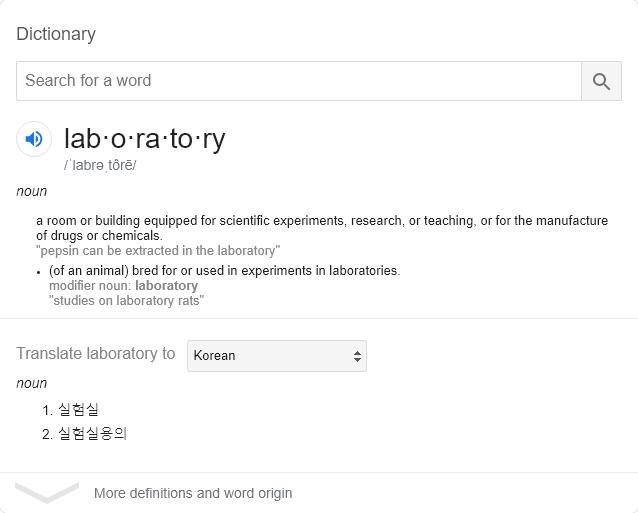 Dictionary
Search for a word
lab·o·ra·to·ry
/ˈlabrəˌtôrē/
noun
a room or building equipped for scientific experiments, research, or teaching, or for the manufacture
of drugs or chemicals.
"pepsin can be extracted in the laboratory"
• (of an animal) bred for or used in experiments in laboratories.
modifier noun: laboratory
"studies on laboratory rats"
Translate laboratory to Korean
noun
1. 실험실
2. 실험실용의
More definitions and word origin